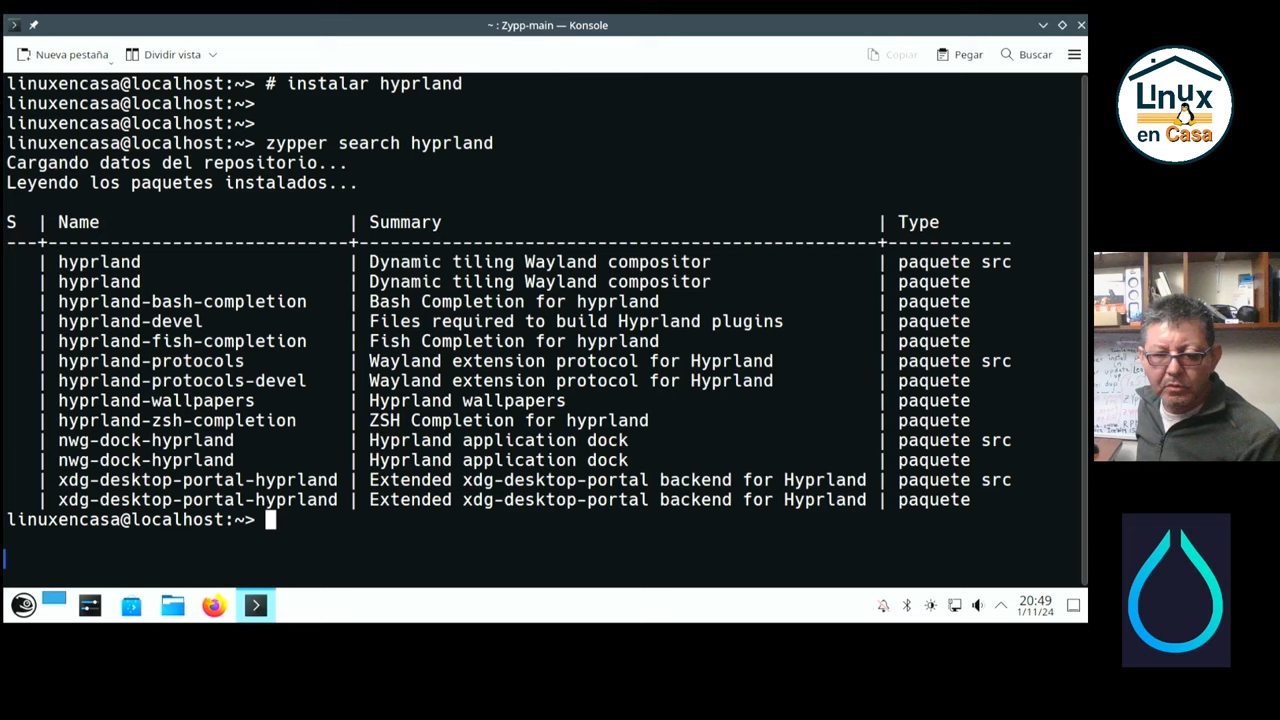 ~ : Zypp-main — Konsole
Nueva pestaña
Dividir vista
Copiar
Pegar
Buscar
linuxencasa@localhost:~> # instalar hyprland
linuxencasa@localhost:~>
linuxencasa@localhost:~>
linuxencasa@localhost:~> zypper search hyprland
Cargando datos del repositorio...
Leyendo los paquetes instalados...
S  | Name                        | Summary                                         | Type
---+-----------------------------+-------------------------------------------------+------------
   | hyprland                    | Dynamic tiling Wayland compositor               | paquete src
   | hyprland                    | Dynamic tiling Wayland compositor               | paquete
   | hyprland-bash-completion    | Bash Completion for hyprland                    | paquete
   | hyprland-devel              | Files required to build Hyprland plugins        | paquete
   | hyprland-fish-completion    | Fish Completion for hyprland                    | paquete
   | hyprland-protocols          | Wayland extension protocol for Hyprland         | paquete src
   | hyprland-protocols-devel    | Wayland extension protocol for Hyprland         | paquete
   | hyprland-wallpapers         | Hyprland wallpapers                             | paquete
   | hyprland-zsh-completion     | ZSH Completion for hyprland                     | paquete
   | nwg-dock-hyprland           | Hyprland application dock                       | paquete src
   | nwg-dock-hyprland           | Hyprland application dock                       | paquete
   | xdg-desktop-portal-hyprland | Extended xdg-desktop-portal backend for Hyprland | paquete src
   | xdg-desktop-portal-hyprland | Extended xdg-desktop-portal backend for Hyprland | paquete
linuxencasa@localhost:~>
20:49
1/11/24
Linux
en Casa